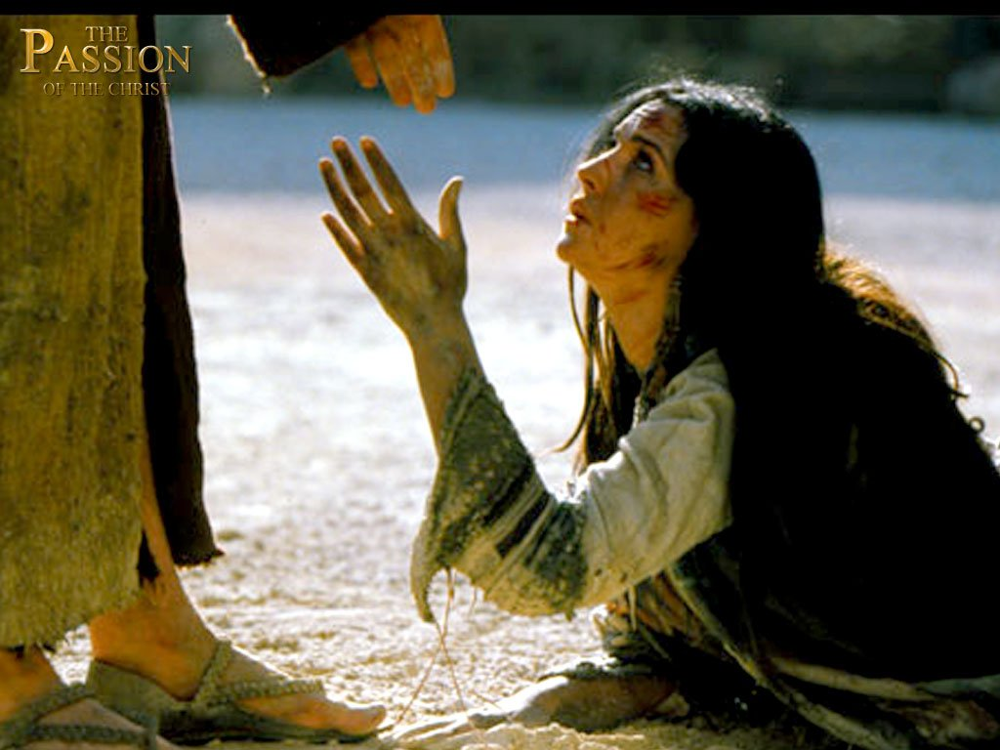 THE
PASSION
OF THE CHRIST